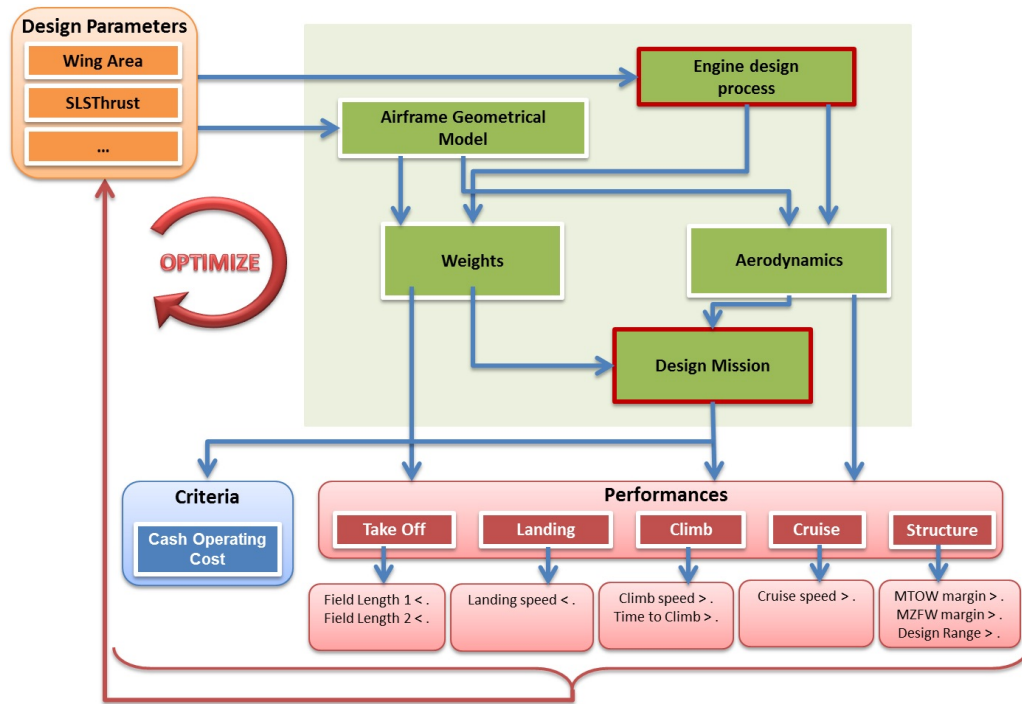 Design Parameters
Wing Area
SLSThrust
...
Engine design
process
Airframe Geometrical
Model
OPTIMIZE
Weights
Aerodynamics
Design Mission
Criteria
Cash Operating
Cost
Performances
Take Off
Landing
Climb
Cruise
Structure
Field Length 1 < .
Field Length 2 < .
Landing speed < .
Climb speed > .
Time to Climb > .
Cruise speed > .
MTOW margin > .
MZFW margin > .
Design Range > .